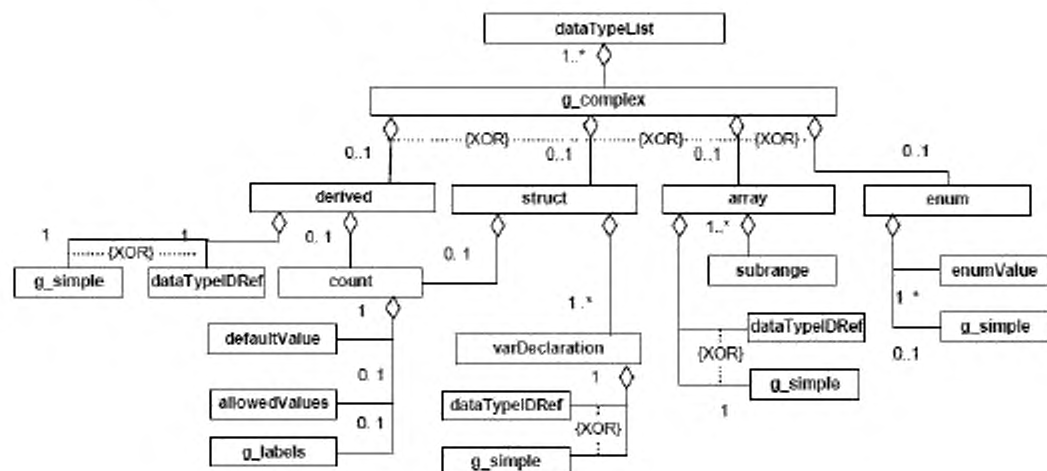 dataTypeList
1..*
g_complex
{XOR} {XOR} {XOR}
0..1 0..1 0..1 0..1
derived struct array enum
1 1 0. 1 0. 1 1..*
{XOR}
g_simple dataTypeIDRef count subrange enumValue
1 1..* 1 *
defaultValue dataTypeIDRef g_simple
varDeclaration {XOR} 0..1
0. 1 1 g_simple
allowedValues dataTypeIDRef 1
0. 1 {XOR}
g_labels g_simple